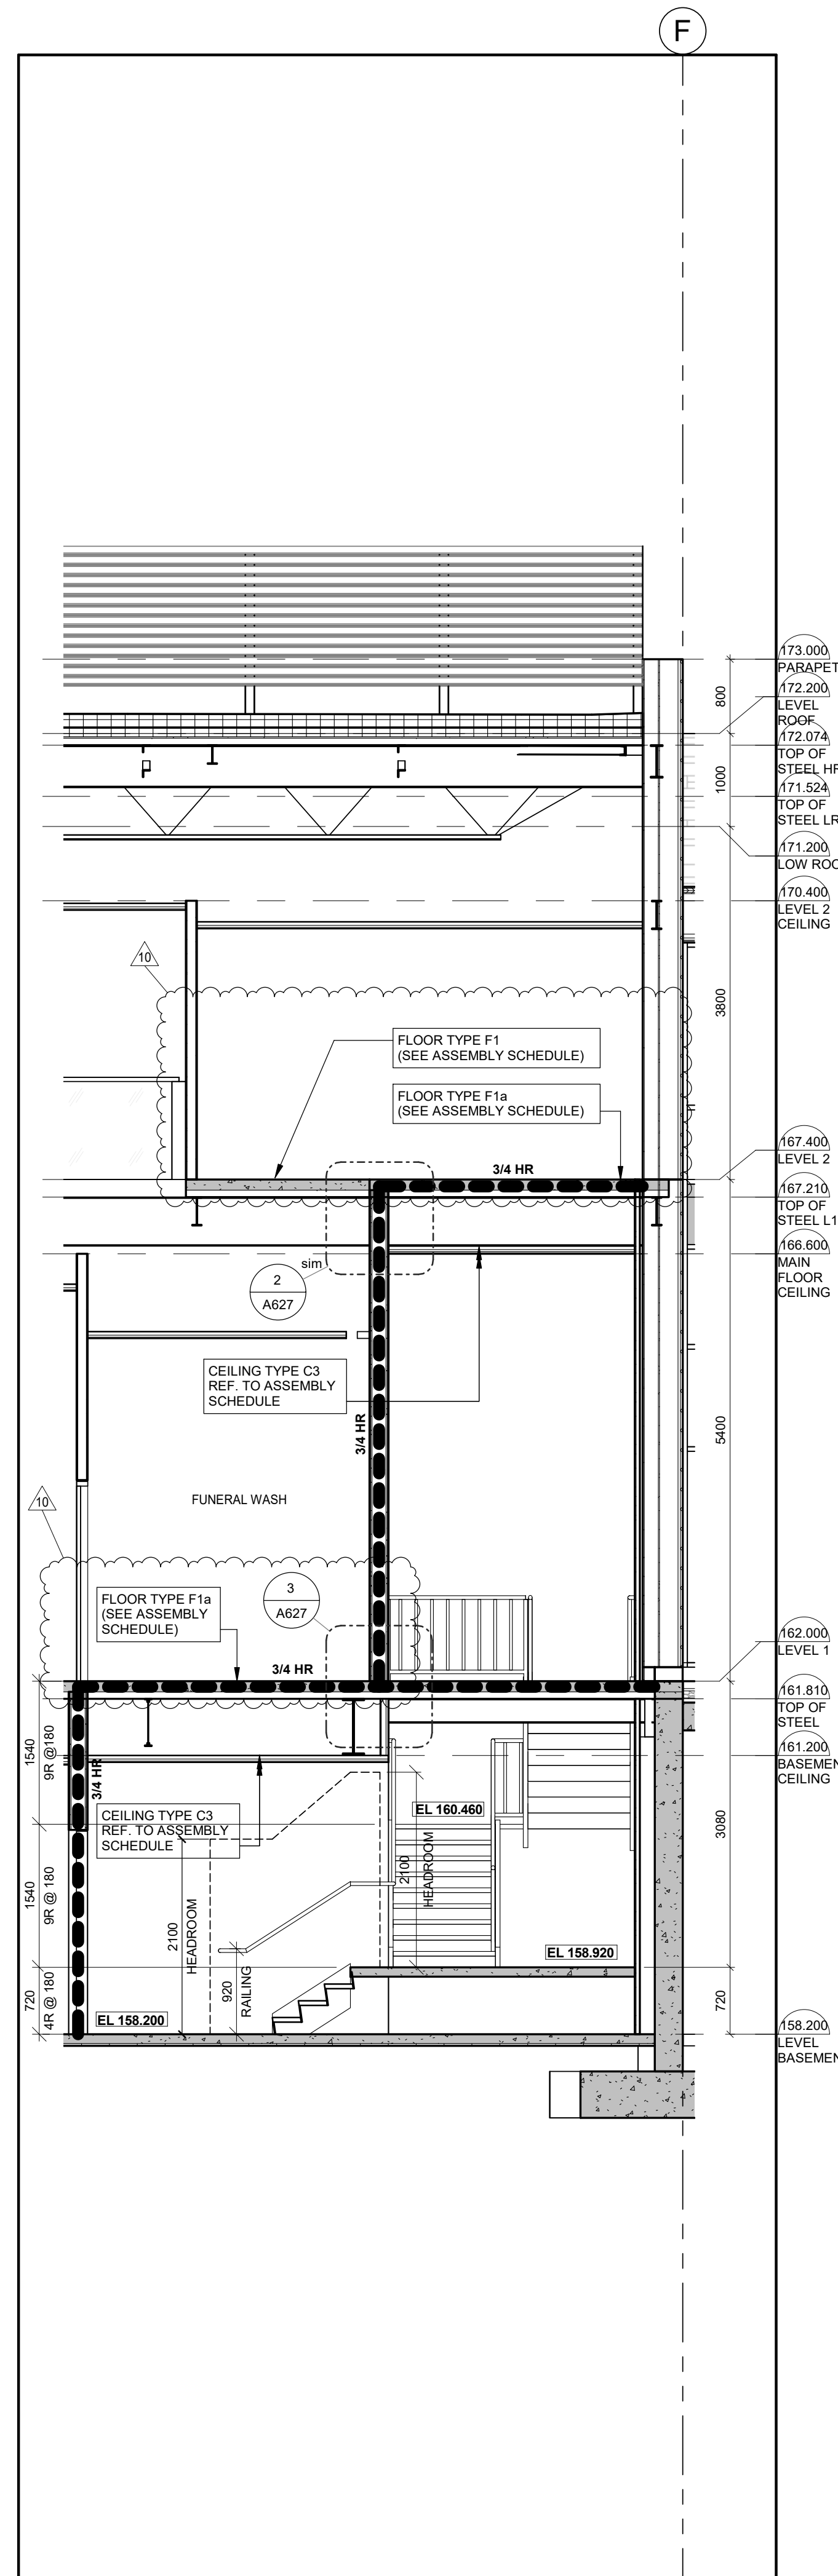 F
173.000
PARAPET
800
172.200
LEVEL
ROOF
172.074
TOP OF
STEEL HR
1000
171.524
TOP OF
STEEL LR
171.200
LOW ROO
170.400
LEVEL 2
CEILING
10
3800
FLOOR TYPE F1
(SEE ASSEMBLY SCHEDULE)
FLOOR TYPE F1a
(SEE ASSEMBLY SCHEDULE)
167.400
LEVEL 2
3/4 HR
167.210
TOP OF
STEEL L1
166.600
MAIN
FLOOR
CEILING
sim
2
A627
CEILING TYPE C3
REF. TO ASSEMBLY
SCHEDULE
3/4 HR
5400
10
FUNERAL WASH
FLOOR TYPE F1a
(SEE ASSEMBLY
SCHEDULE)
3
A627
3/4 HR
162.000
LEVEL 1
161.810
TOP OF
STEEL
161.200
BASEMEN
CEILING
1540
9R @180
3/4 HR
CEILING TYPE C3
REF. TO ASSEMBLY
SCHEDULE
EL 160.460
2100
HEADROOM
3080
1540
9R @ 180
2100
HEADROOM
920
RAILING
EL 158.920
720
4R @ 180
EL 158.200
720
158.200
LEVEL
BASEMEN